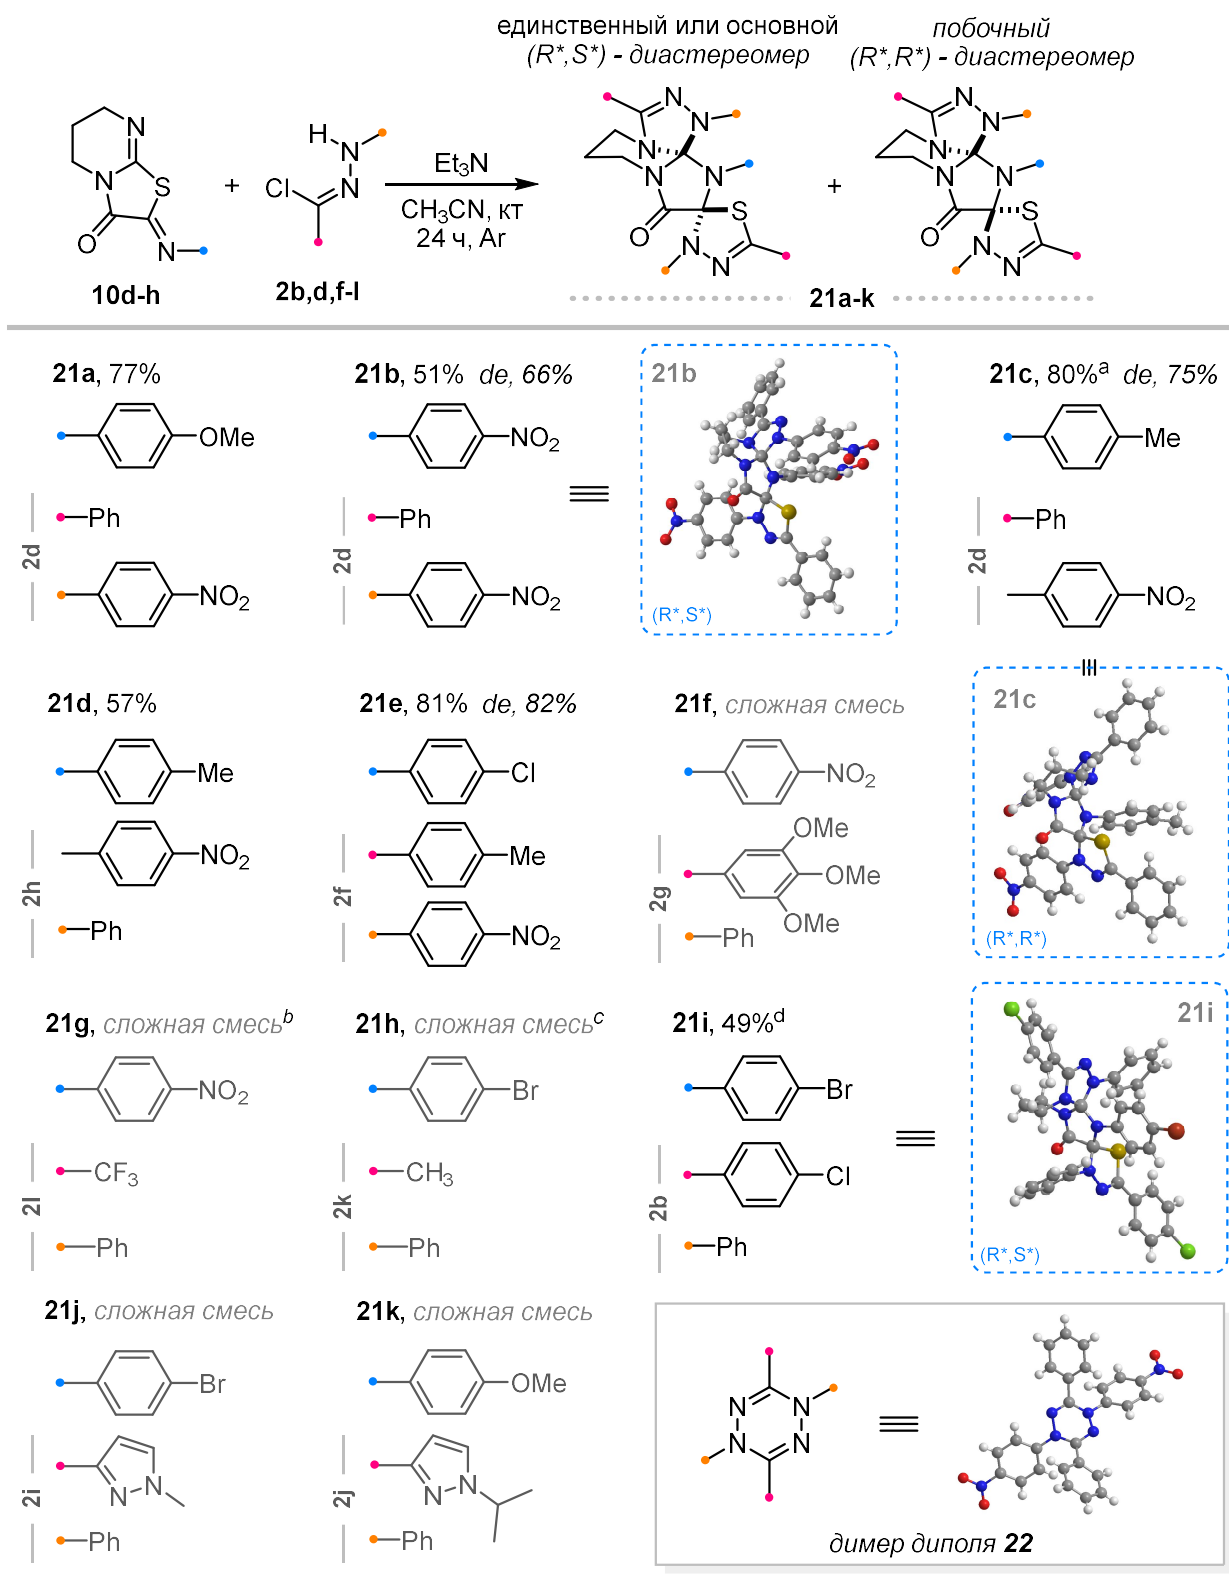 единственный или основной
(R*,S*) - диастереомер
побочный
(R*,R*) - диастереомер
N
N
S
O
N
10d-h
+
H
N
N
Cl
2b,d,f-l
Et3N
CH3CN, кт
24 ч, Ar
N
N
N
N
N
O
S
N
N
+
N
N
N
N
N
O
S
N
N
21a-k
21a, 77%
OMe
Ph
NO2
2d
21b, 51% de, 66%
NO2
Ph
NO2
2d
21b
(R*,S*)
21c, 80%a de, 75%
Me
Ph
NO2
2d
21d, 57%
Me
NO2
Ph
2h
21e, 81% de, 82%
Cl
Me
NO2
2f
21f, сложная смесь
NO2
OMe
OMe
OMe
Ph
2g
21c
(R*,R*)
21g, сложная смесьb
NO2
CF3
Ph
2l
21h, сложная смесьc
Br
CH3
Ph
2k
21i, 49%d
Br
Cl
Ph
2b
21i
(R*,S*)
21j, сложная смесь
Br
N
N
Ph
2i
21k, сложная смесь
OMe
N
N
Ph
2j
N
N
N
N
димер диполя 22